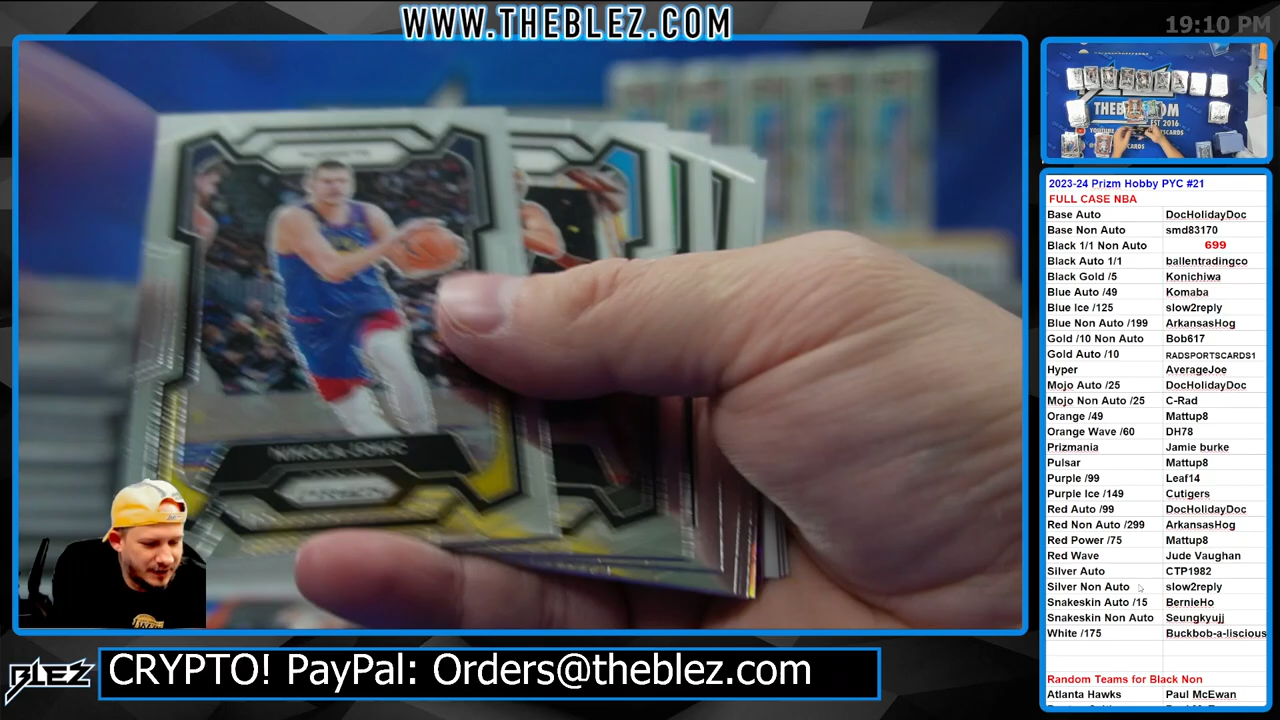 WWW.THEBLEZ.COM
19:10 PM
THEB
OM
EST 2016
2023-24 Prizm Hobby PYC #21
FULL CASE NBA
Base Auto DocHolidayDoc
Base Non Auto smd83170
Black 1/1 Non Auto 699
Black Auto 1/1 ballentradingco
Black Gold /5 Konichiwa
Blue Auto /49 Komaba
Blue Ice /125 slow2reply
Blue Non Auto /199 ArkansasHog
Gold /10 Non Auto Bob617
Gold Auto /10 RADSPORTSCARDS1
Hyper AverageJoe
Mojo Auto /25 DocHolidayDoc
Mojo Non Auto /25 C-Rad
Orange /49 Mattup8
Orange Wave /60 DH78
Prizmania Jamie burke
Pulsar Mattup8
Purple /99 Leaf14
Purple Ice /149 Cutigers
Red Auto /99 DocHolidayDoc
Red Non Auto /299 ArkansasHog
Red Power /75 Mattup8
Red Wave Jude Vaughan
Silver Auto CTP1982
Silver Non Auto slow2reply
Snakeskin Auto /15 BernieHo
Snakeskin Non Auto Seungkyujj
White /175 Buckbob-a-liscious
Random Teams for Black Non
Atlanta Hawks Paul McEwan
NIKOLA JOKIC
BLEZ
CRYPTO! PayPal: Orders@theblez.com